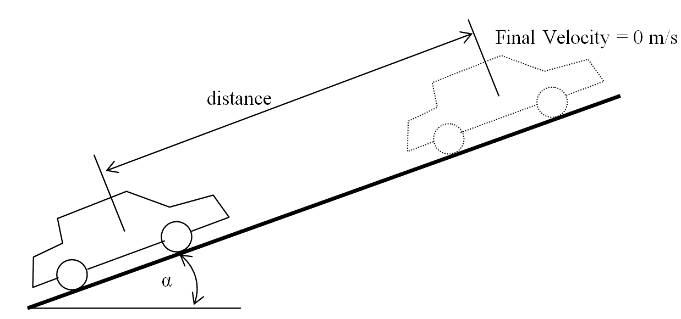 Final Velocity = 0 m/s
distance
α